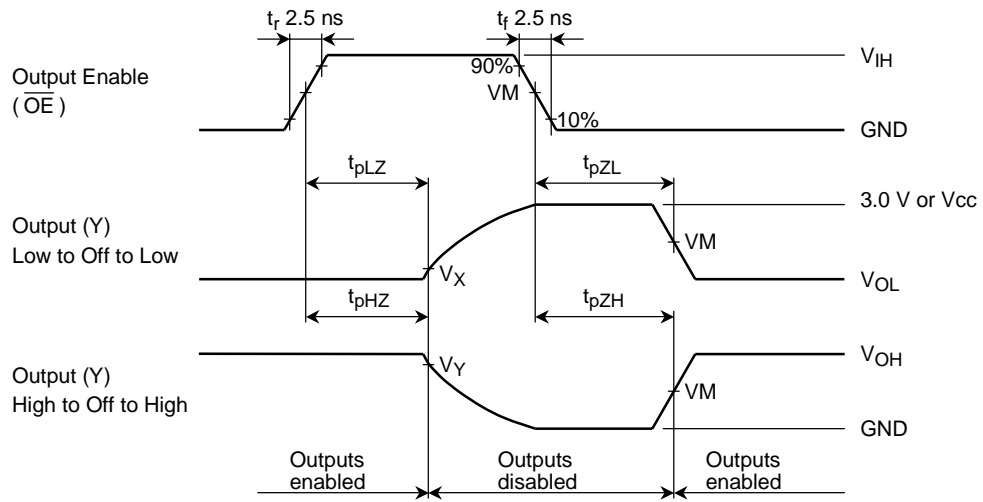 tr 2.5 ns
tf 2.5 ns
Output Enable
( OE )
90%
VM
10%
VIH
GND
tpLZ
tpZL
3.0 V or Vcc
Output (Y)
Low to Off to Low
VX
VM
VOL
tpHZ
tpZH
Output (Y)
High to Off to High
VY
VM
VOH
GND
Outputs
enabled
Outputs
disabled
Outputs
enabled